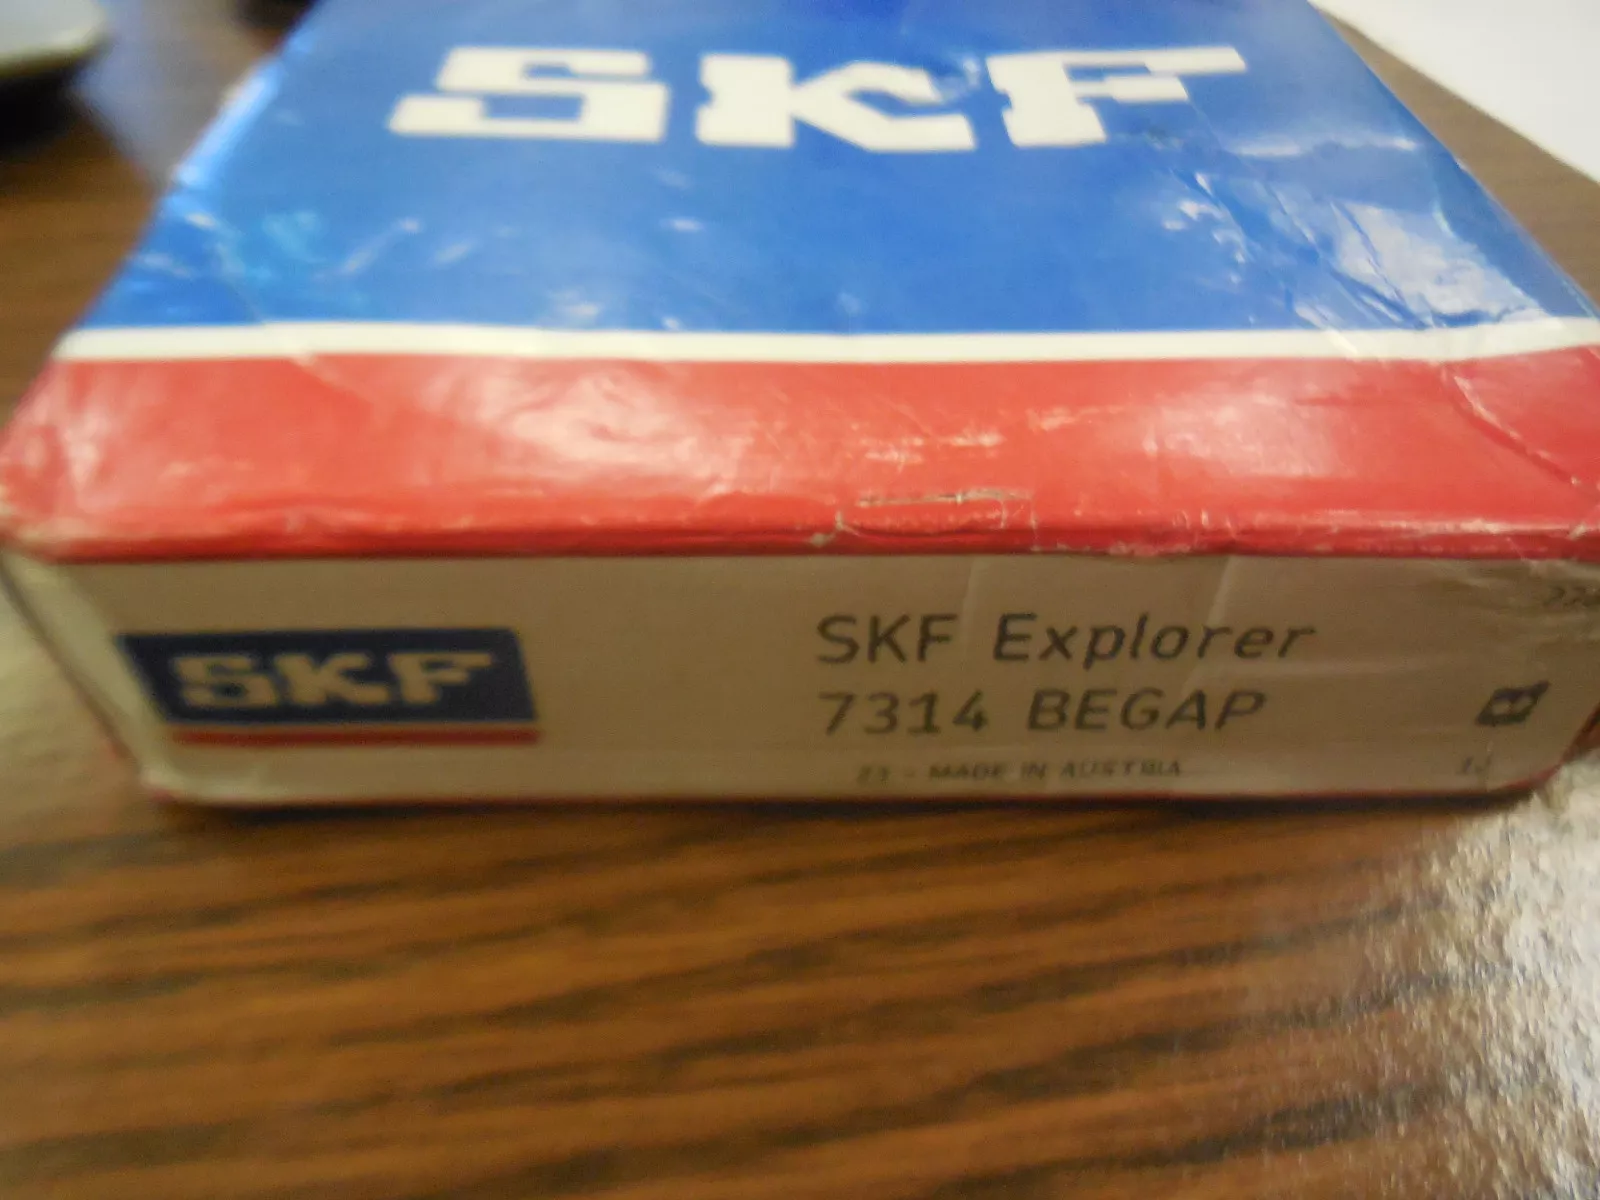 SKF
SKF
SKF Explorer
7314 BEGAP
MADE IN AUSTRIA